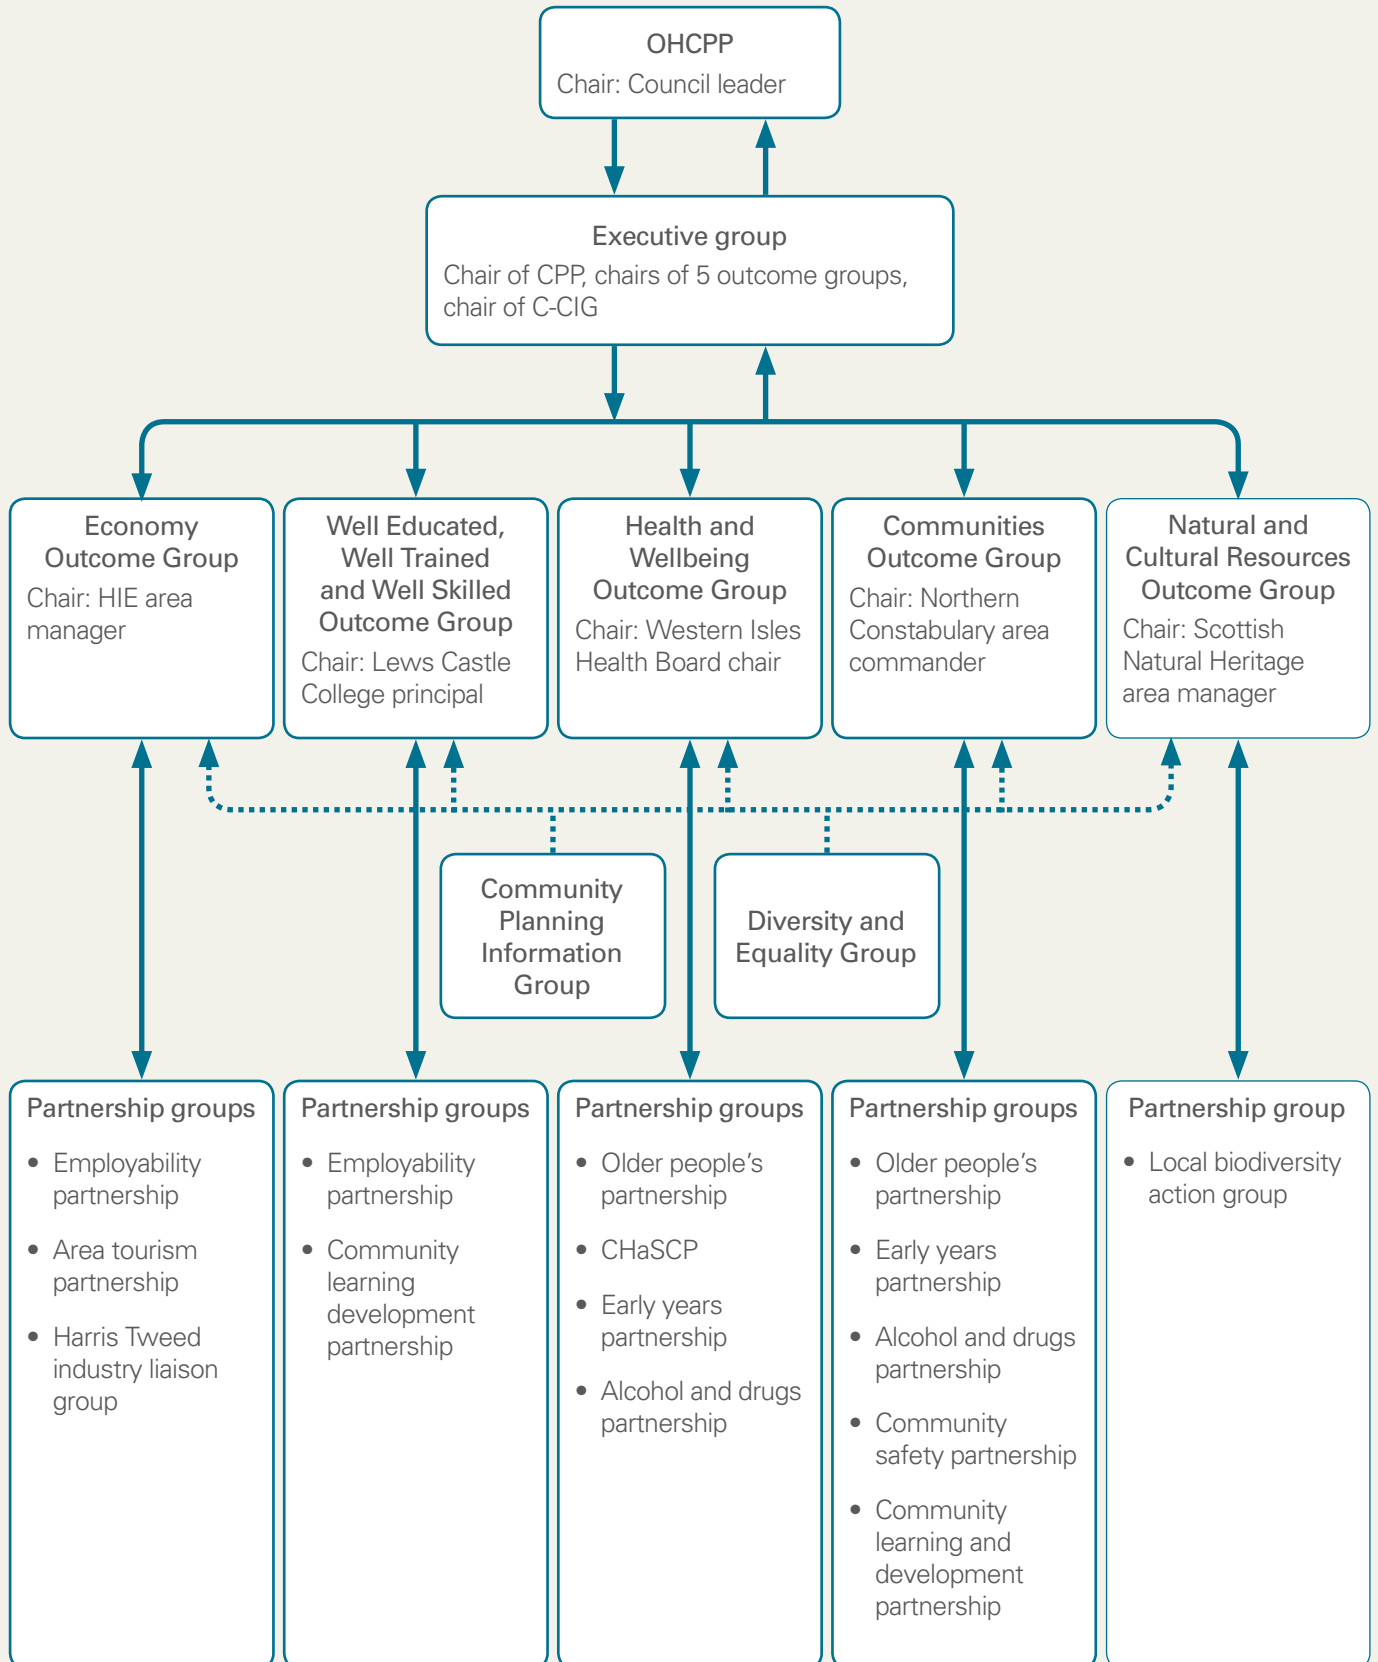 OHCPP
Chair: Council leader
Executive group
Chair of CPP, chairs of 5 outcome groups,
chair of C-CIG
Economy
Outcome Group
Chair: HIE area
manager
Well Educated,
Well Trained
and Well Skilled
Outcome Group
Chair: Lews Castle
College principal
Health and
Wellbeing
Outcome Group
Chair: Western Isles
Health Board chair
Communities
Outcome Group
Chair: Northern
Constabulary area
commander
Natural and
Cultural Resources
Outcome Group
Chair: Scottish
Natural Heritage
area manager
Community
Planning
Information
Group
Diversity and
Equality Group
Partnership groups
• Employability
partnership
• Area tourism
partnership
• Harris Tweed
industry liaison
group
Partnership groups
• Employability
partnership
• Community
learning
development
partnership
Partnership groups
• Older people’s
partnership
• CHaSCP
• Early years
partnership
• Alcohol and drugs
partnership
Partnership groups
• Older people’s
partnership
• Early years
partnership
• Alcohol and drugs
partnership
• Community
safety partnership
• Community
learning and
development
partnership
Partnership group
• Local biodiversity
action group